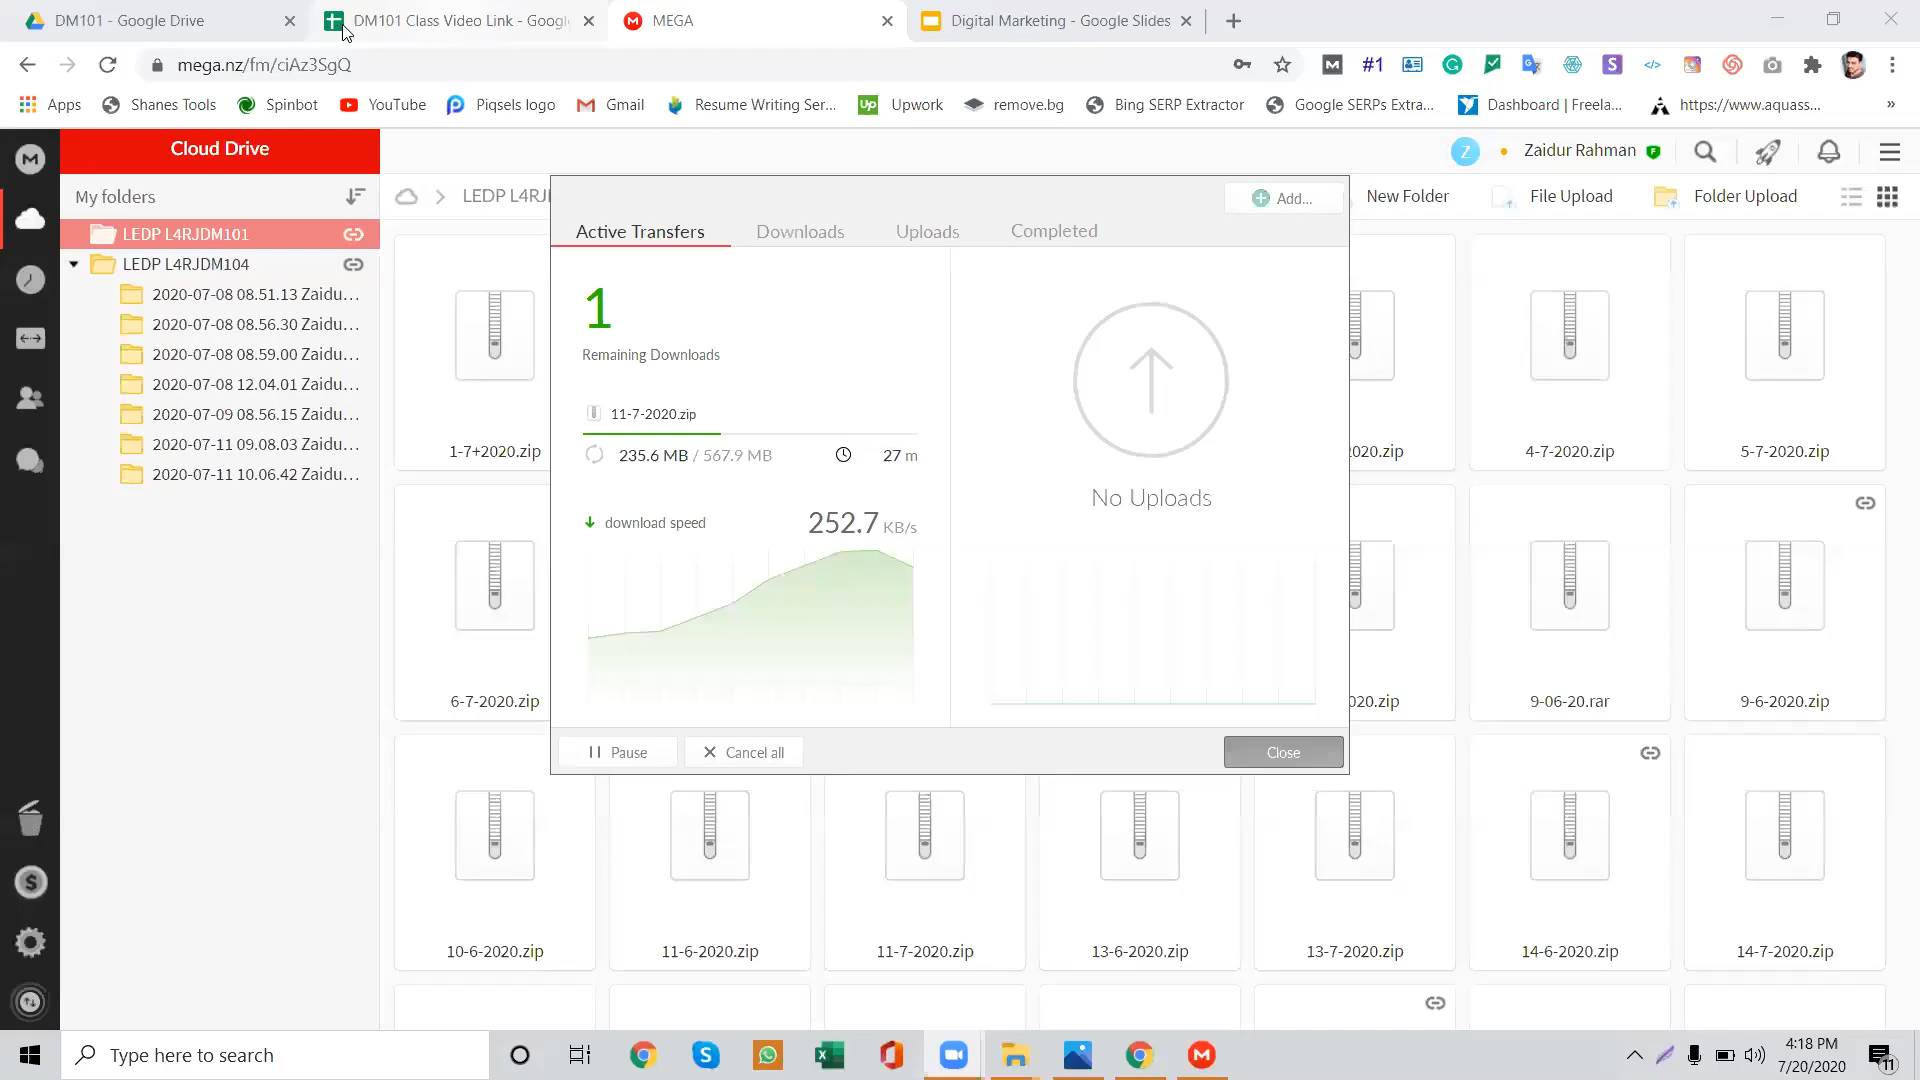 DM101 - Google Drive
DM101 Class Video Link - Googl
MEGA
Digital Marketing - Google Slides
mega.nz/fm/ciAz3SgQ
#1
Apps
Shanes Tools
Spinbot
YouTube
Piqsels logo
Gmail
Resume Writing Ser...
Upwork
remove.bg
Bing SERP Extractor
Google SERPs Extra...
Dashboard | Freela...
https://www.aquass...
»
Cloud Drive
Z
Zaidur Rahman
My folders
LEDP L4RJ
Add...
New Folder
File Upload
Folder Upload
LEDP L4RJDM101
LEDP L4RJDM104
2020-07-08 08.51.13 Zaidu...
2020-07-08 08.56.30 Zaidu...
2020-07-08 08.59.00 Zaidu...
2020-07-08 12.04.01 Zaidu...
2020-07-09 08.56.15 Zaidu...
2020-07-11 09.08.03 Zaidu...
2020-07-11 10.06.42 Zaidu...
Active Transfers
Downloads
Uploads
Completed
1
Remaining Downloads
11-7-2020.zip
235.6 MB / 567.9 MB
27 m
download speed
252.7 KB/s
No Uploads
Pause
Cancel all
Close
1-7+2020.zip
020.zip
4-7-2020.zip
5-7-2020.zip
6-7-2020.zip
020.zip
9-06-20.rar
9-6-2020.zip
10-6-2020.zip
11-6-2020.zip
11-7-2020.zip
13-6-2020.zip
13-7-2020.zip
14-6-2020.zip
14-7-2020.zip
Type here to search
4:18 PM
7/20/2020
11